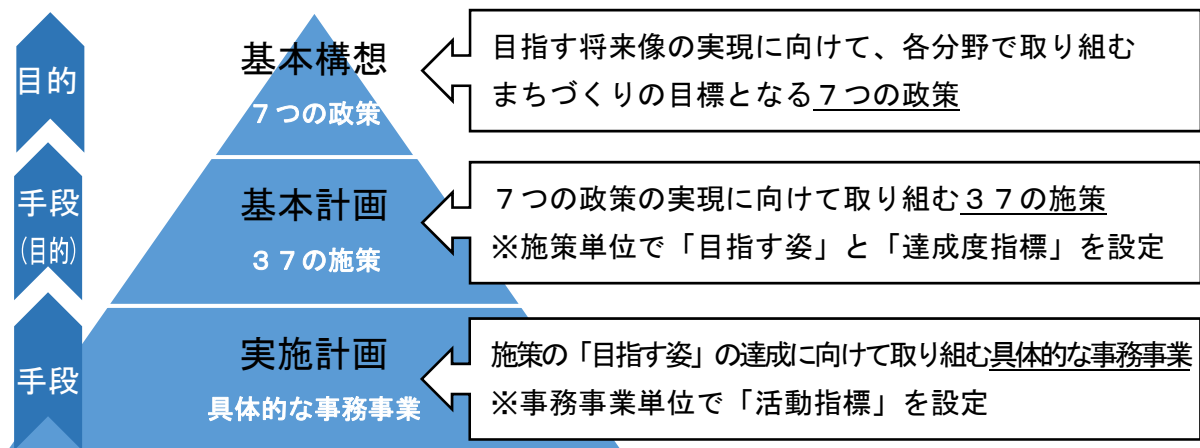 目的
基本構想
7つの政策
目指す将来像の実現に向けて、各分野で取り組む
まちづくりの目標となる7つの政策
手段
(目的)
基本計画
37の施策
7つの政策の実現に向けて取り組む37の施策
※施策単位で「目指す姿」と「達成度指標」を設定
手段
実施計画
具体的な事務事業
施策の「目指す姿」の達成に向けて取り組む具体的な事務事業
※事務事業単位で「活動指標」を設定